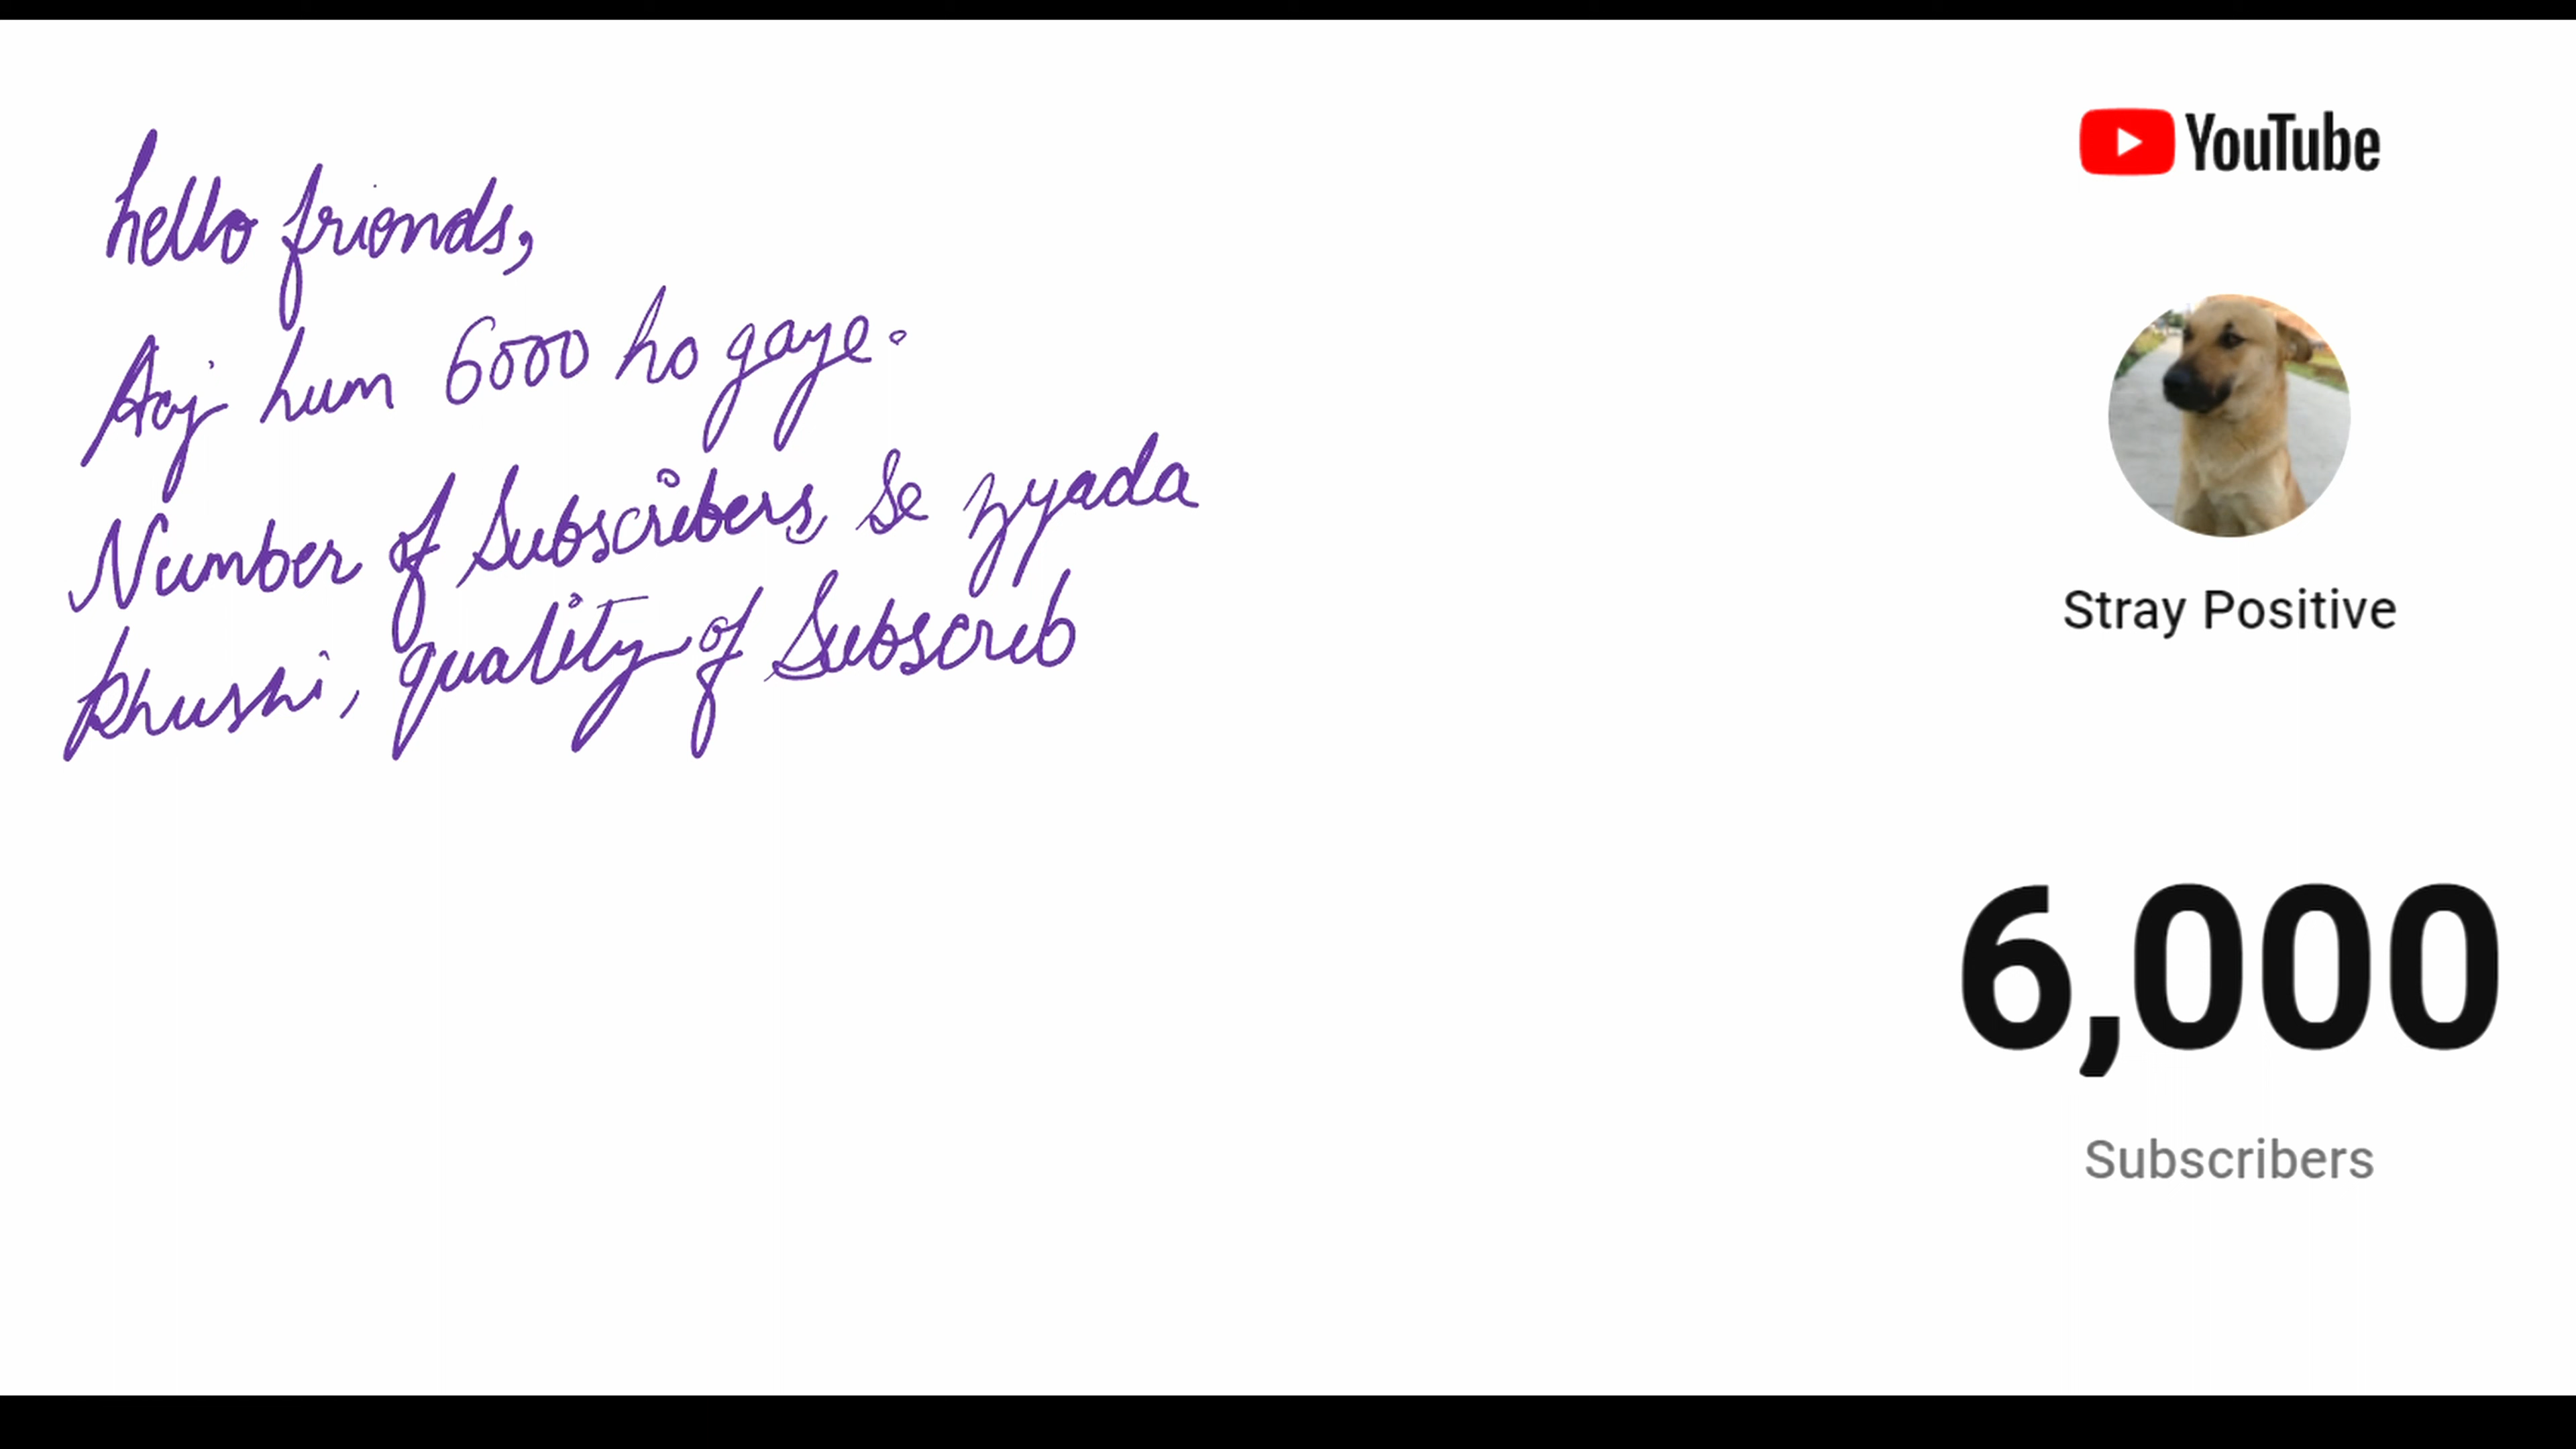 hello friends,
Aaj hum 6000 ho gaye.
Number of Subscribers se zyada
khushi, quality of Subscrib
YouTube
Stray Positive
6,000
Subscribers